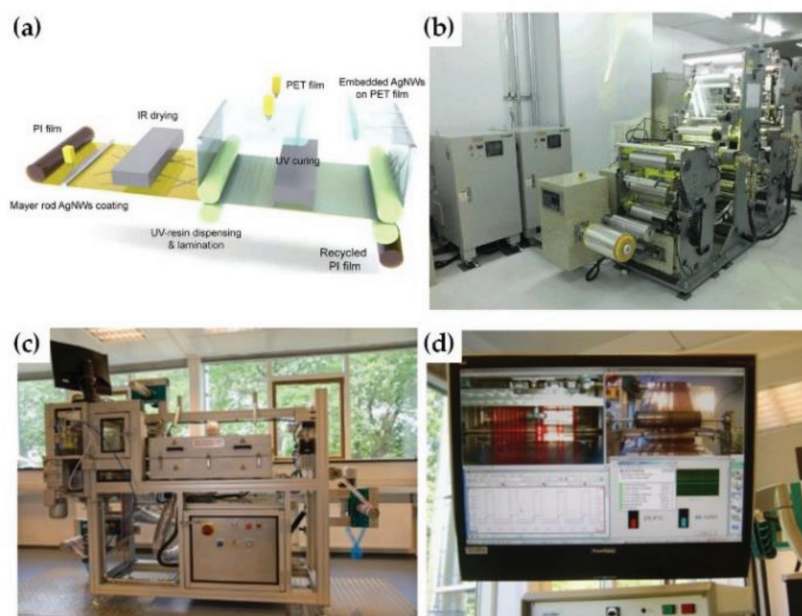 (a)
PET film
Embedded AgNWs
on PET film
IR drying
PI film
UV curing
Mayer rod AgNWs coating
UV-resin dispensing
& lamination
Recycled
PI film
(b)
(c)
(d)